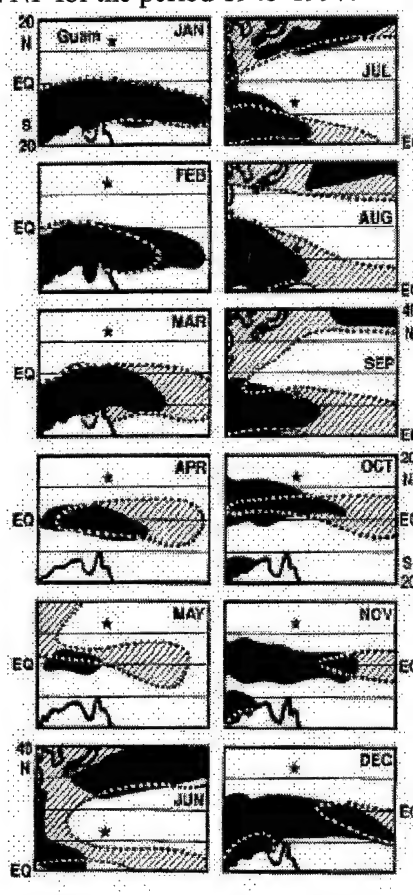 for the period
20
N
EQ
S
20
Guam
JAN
JUL
EQ
FEB
EQ
AUG
EQ
MAR
EQ
40
N
SEP
EQ
APR
EQ
OCT
20
N
EQ
S
20
MAY
EQ
NOV
EQ
40
N
JUN
EQ
DEC
EQ